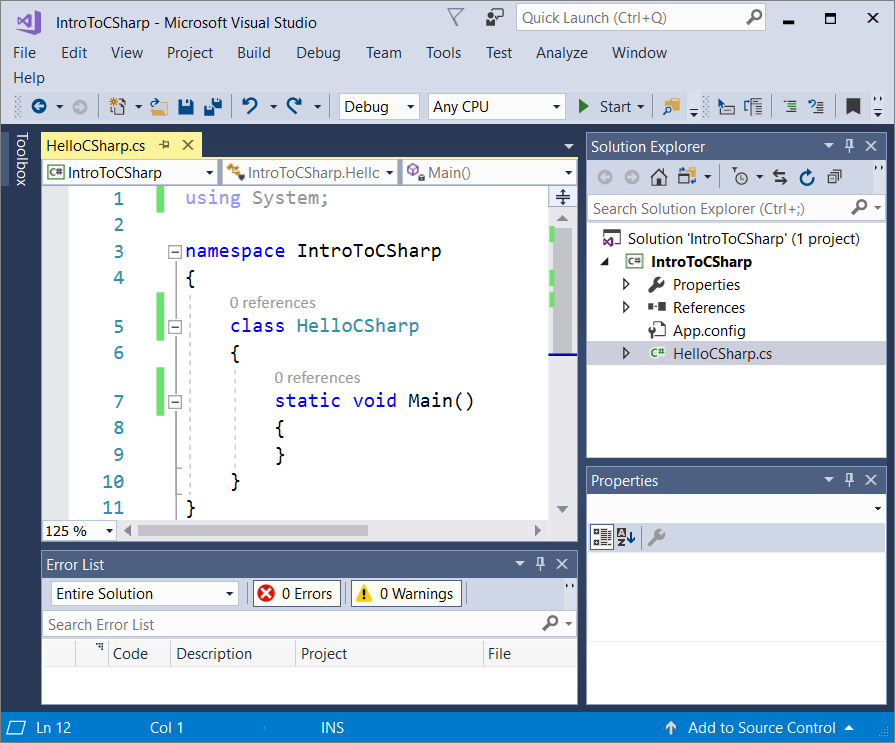 IntroToCSharp - Microsoft Visual Studio
Quick Launch (Ctrl+Q)
File Edit View Project Build Debug Team Tools Test Analyze Window
Help
Debug Any CPU Start
Toolbox
HelloCSharp.cs
IntroToCSharp IntroToCSharp.Hello Main()
1 using System;
2
3 namespace IntroToCSharp
4 {
0 references
5 class HelloCSharp
6 {
0 references
7 static void Main()
8 {
9 }
10 }
11 }
125 %
Error List
Entire Solution 0 Errors 0 Warnings
Search Error List
Code Description Project File
Solution Explorer
Search Solution Explorer (Ctrl+;)
Solution 'IntroToCSharp' (1 project)
C# IntroToCSharp
Properties
References
App.config
C# HelloCSharp.cs
Properties
Ln 12 Col 1 INS Add to Source Control